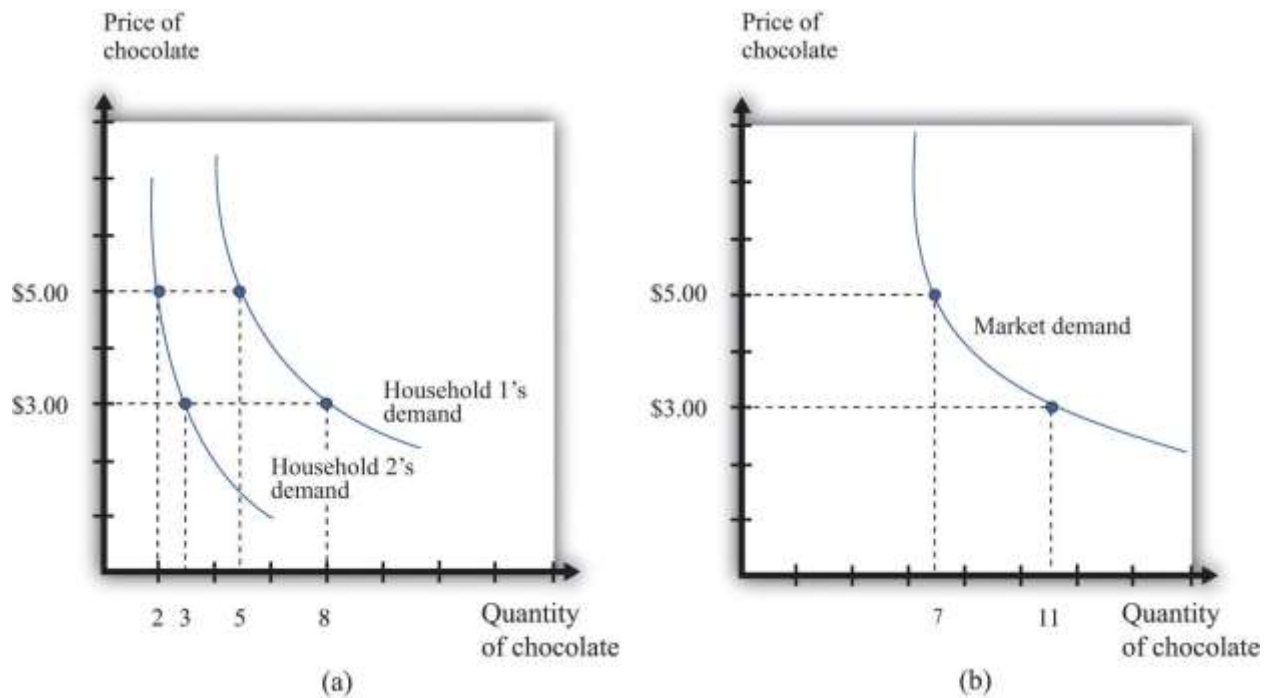 Price of
chocolate
$5.00
$3.00
Household 1's
demand
Household 2's
demand
2 3 5 8
Quantity
of chocolate
(a)
Price of
chocolate
$5.00
$3.00
Market demand
7 11
Quantity
of chocolate
(b)